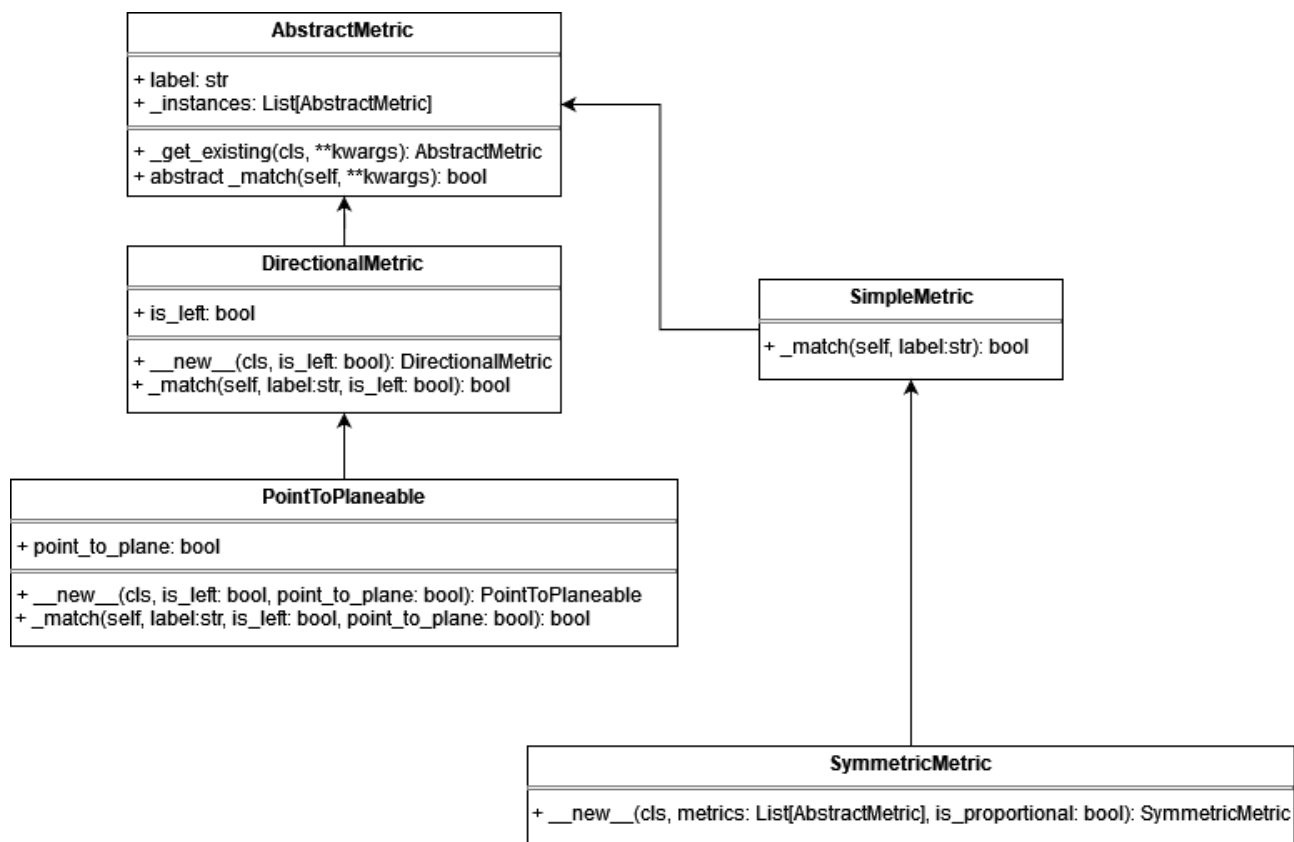 AbstractMetric
+ label: str
+ _instances: List[AbstractMetric]
+ _get_existing(cls, **kwargs): AbstractMetric
+ abstract _match(self, **kwargs): bool
DirectionalMetric
+ is_left: bool
+ __new__(cls, is_left: bool): DirectionalMetric
+ _match(self, label:str, is_left: bool): bool
SimpleMetric
+ _match(self, label:str): bool
PointToPlaneable
+ point_to_plane: bool
+ __new__(cls, is_left: bool, point_to_plane: bool): PointToPlaneable
+ _match(self, label:str, is_left: bool, point_to_plane: bool): bool
SymmetricMetric
+ __new__(cls, metrics: List[AbstractMetric], is_proportional: bool): SymmetricMetric